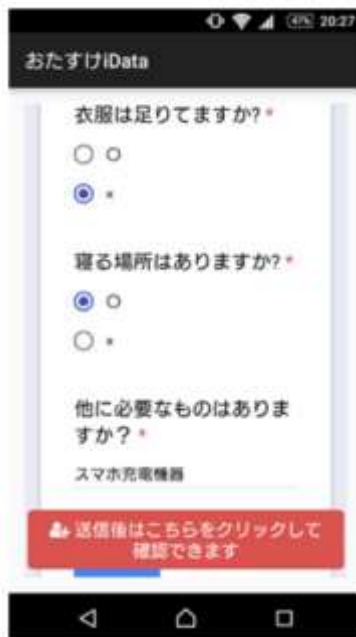 47% 20:27
おたすけiData
衣服は足りてますか? *
○
×
寝る場所はありますか? *
○
×
他に必要なものはありま
すか？ *
スマホ充電機器
送信後はこちらをクリックして
確認できます